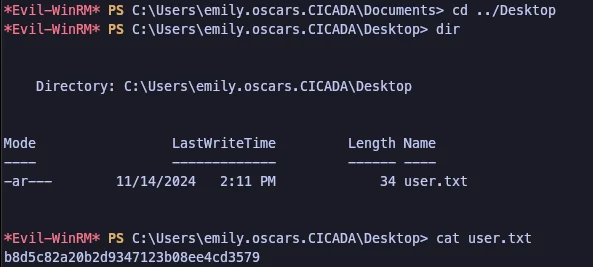 *Evil-WinRM* PS C:\Users\emily.oscars.CICADA\Documents> cd ../Desktop
*Evil-WinRM* PS C:\Users\emily.oscars.CICADA\Desktop> dir
Directory: C:\Users\emily.oscars.CICADA\Desktop
Mode                LastWriteTime         Length Name
----                -------------         ------ ----
-ar---       11/14/2024   2:11 PM             34 user.txt
*Evil-WinRM* PS C:\Users\emily.oscars.CICADA\Desktop> cat user.txt
b8d5c82a20b2d9347123b08ee4cd3579